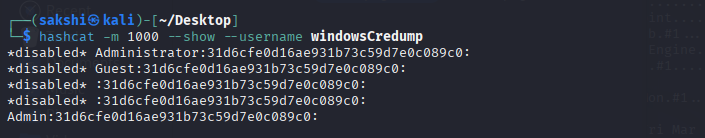 ┌──(sakshi㉿kali)-[~/Desktop]
└─$ hashcat -m 1000 --show --username windowsCredump
*disabled* Administrator:31d6cfe0d16ae931b73c59d7e0c089c0:
*disabled* Guest:31d6cfe0d16ae931b73c59d7e0c089c0:
*disabled* :31d6cfe0d16ae931b73c59d7e0c089c0:
*disabled* :31d6cfe0d16ae931b73c59d7e0c089c0:
Admin:31d6cfe0d16ae931b73c59d7e0c089c0: